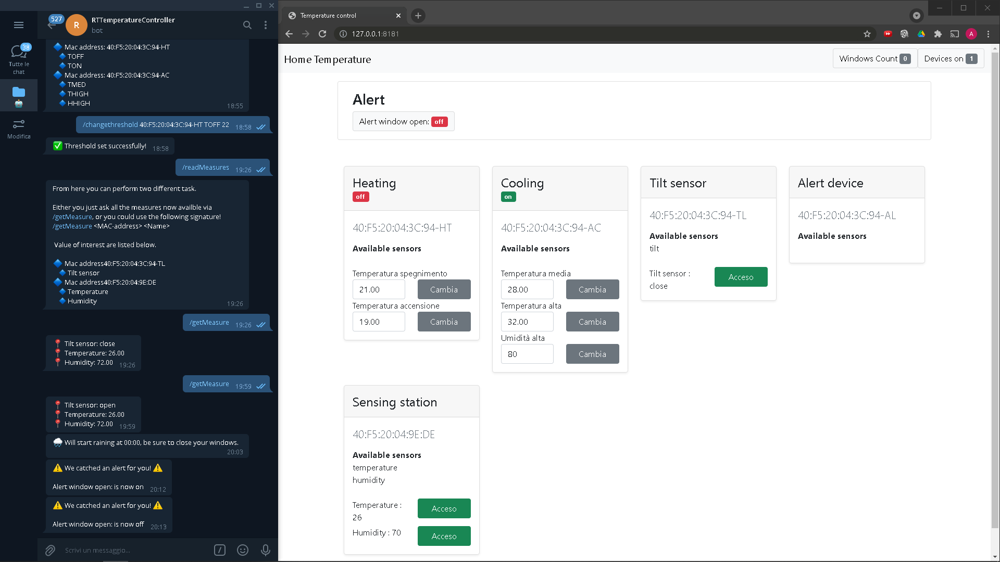 527
R
RTTemperatureController
bot
38
Tutte le
chat
Modifica
Mac address: 40:F5:20:04:3C:94-HT
TOFF
TON
Mac address: 40:F5:20:04:3C:94-AC
TMED
THIGH
HHIGH
18:55
/changethreshold 40:F5:20:04:3C:94-HT TOFF 22 18:58
Threshold set successfully! 18:58
/readMeasures 19:26
From here you can perform two different task.
Either you just ask all the measures now availble via
/getMeasure, or you could use the following signature!
/getMeasure <MAC-address> <Name>
Value of interest are listed below.
Mac address40:F5:20:04:3C:94-TL
Tilt sensor
Mac address40:F5:20:04:9E:DE
Temperature
Humidity
19:26
/getMeasure 19:26
Tilt sensor: close
Temperature: 26.00
Humidity: 72.00 19:26
/getMeasure 19:59
Tilt sensor: open
Temperature: 26.00
Humidity: 72.00 19:59
Will start raining at 00:00, be sure to close your windows.
20:03
We catched an alert for you!
Alert window open: is now on 20:12
We catched an alert for you!
Alert window open: is now off 20:13
Scrivi un messaggio...
Temperature control
127.0.0.1:8181
A
Home Temperature
Windows Count 0
Devices on 1
Alert
Alert window open: off
Heating
off
40:F5:20:04:3C:94-HT
Available sensors
Temperatura spegnimento
21.00 Cambia
Temperatura accensione
19.00 Cambia
Cooling
on
40:F5:20:04:3C:94-AC
Available sensors
Temperatura media
28.00 Cambia
Temperatura alta
32.00 Cambia
Umidità alta
80 Cambia
Tilt sensor
40:F5:20:04:3C:94-TL
Available sensors
tilt
Tilt sensor :
close
Acceso
Alert device
40:F5:20:04:3C:94-AL
Available sensors
Sensing station
40:F5:20:04:9E:DE
Available sensors
temperature
humidity
Temperature :
26
Acceso
Humidity : 70
Acceso